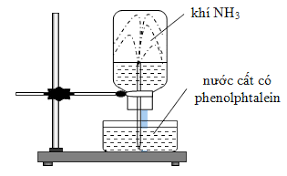 khí NH3
nước cất có
phenolphtalein